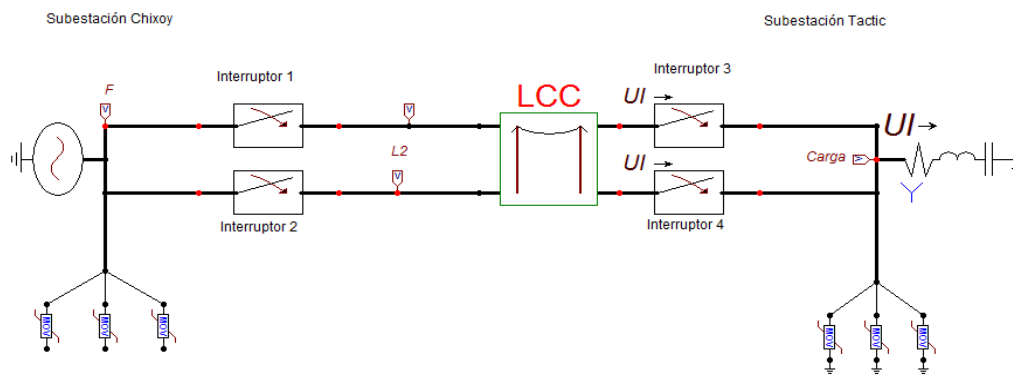 Subestación Chixoy
Subestación Tactic
Interruptor 1
Interruptor 3
F
V
V
LCC
UI
UI
L2
V
UI
Carga
V
Y
Interruptor 2
Interruptor 4
MOV
MOV
MOV
MOV
MOV
MOV